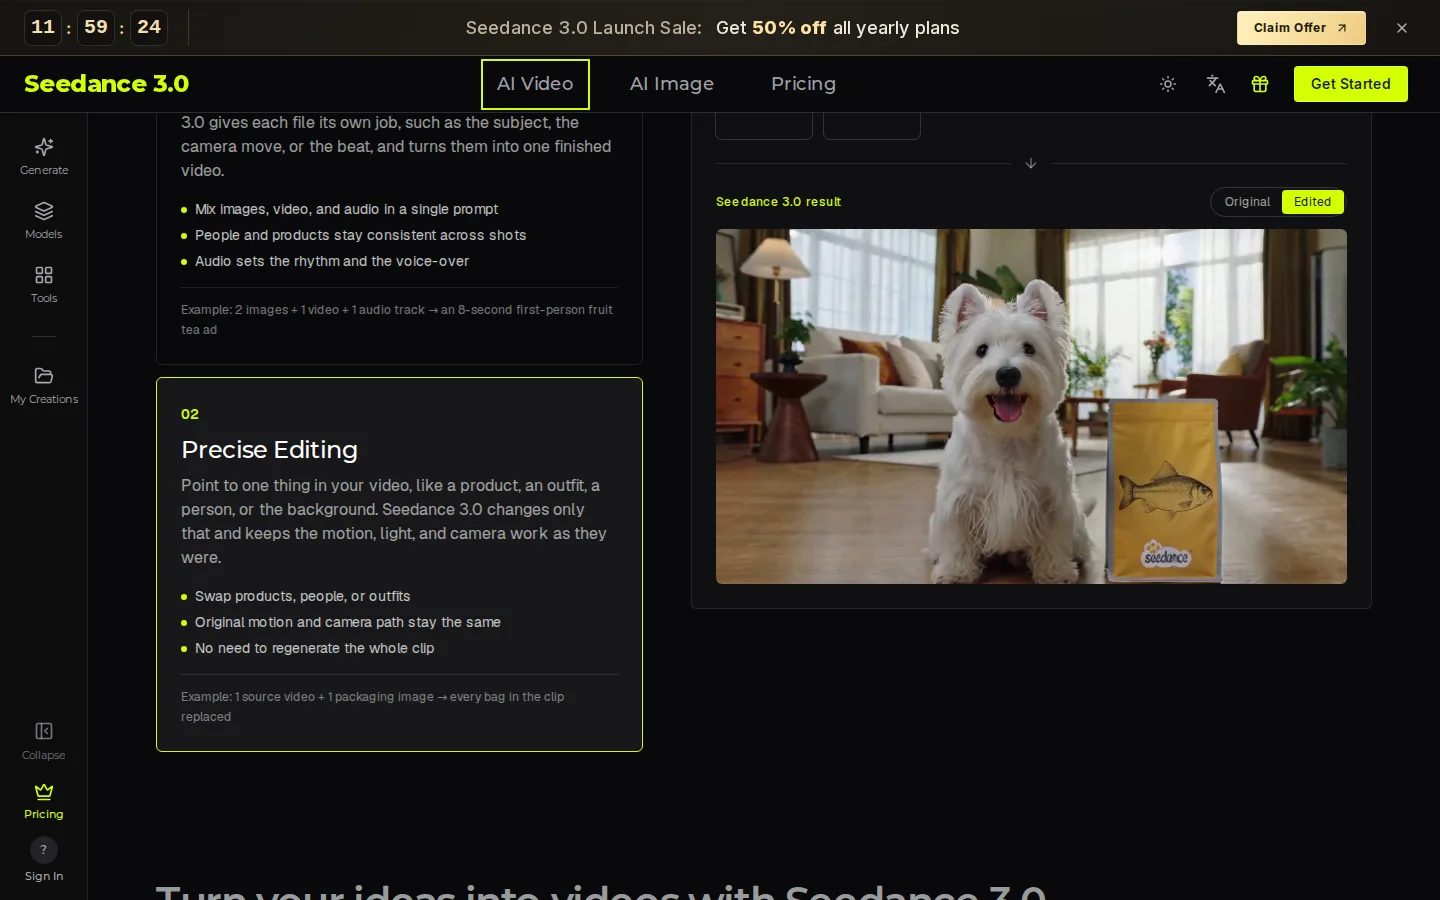 11 : 59 : 24
Seedance 3.0 Launch Sale: Get 50% off all yearly plans
Claim Offer
Seedance 3.0
AI Video
AI Image
Pricing
Get Started
Generate
Models
Tools
My Creations
Collapse
Pricing
?
Sign In
3.0 gives each file its own job, such as the subject, the
camera move, or the beat, and turns them into one finished
video.
Mix images, video, and audio in a single prompt
People and products stay consistent across shots
Audio sets the rhythm and the voice-over
Example: 2 images + 1 video + 1 audio track → an 8-second first-person fruit
tea ad
02
Precise Editing
Point to one thing in your video, like a product, an outfit, a
person, or the background. Seedance 3.0 changes only
that and keeps the motion, light, and camera work as they
were.
Swap products, people, or outfits
Original motion and camera path stay the same
No need to regenerate the whole clip
Example: 1 source video + 1 packaging image → every bag in the clip
replaced
Seedance 3.0 result
Original
Edited
seedance
Turn your ideas into videos with Seedance 3.0